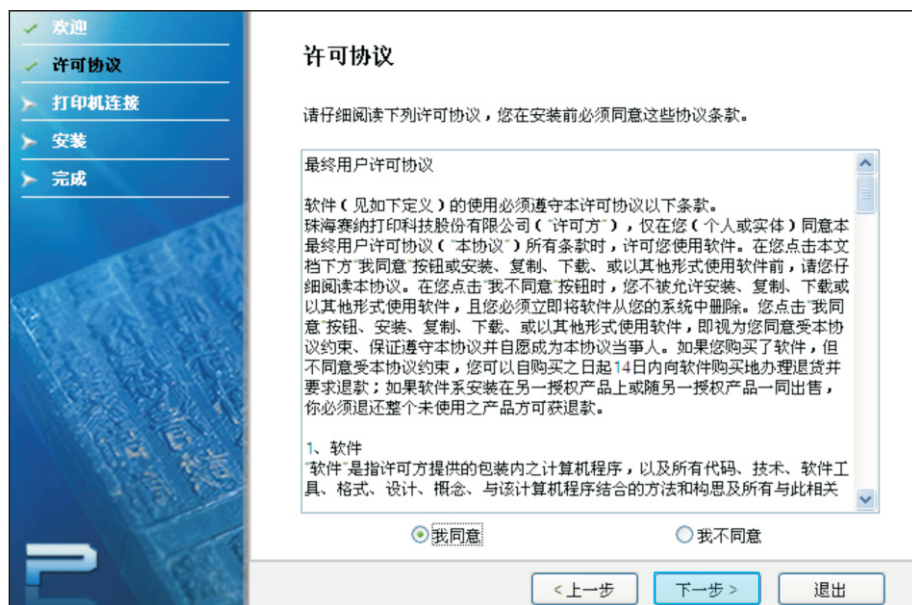 欢迎
许可协议
打印机连接
安装
完成
许可协议
请仔细阅读下列许可协议，您在安装前必须同意这些协议条款。
最终用户许可协议
软件（见如下定义）的使用必须遵守本许可协议以下条款。
珠海赛纳打印科技股份有限公司（"许可方"），仅在您（个人或实体）同意本
最终用户许可协议（"本协议"）所有条款时，许可您使用软件。在您点击本文
档下方"我同意"按钮或安装、复制、下载、或以其他形式使用软件前，请您仔
细阅读本协议。在您点击"我不同意"按钮时，您不被允许安装、复制、下载或
以其他形式使用软件，且您必须立即将软件从您的系统中删除。您点击"我同
意"按钮、安装、复制、下载、或以其他形式使用软件，即视为您同意受本协
议约束、保证遵守本协议并自愿成为本协议当事人。如果您购买了软件，但
不同意受本协议约束，您可以自购买之日起14日内向软件购买地办理退货并
要求退款；如果软件系安装在另一授权产品上或随另一授权产品一同出售，
你必须退还整个未使用之产品方可获退款。
1、软件
"软件"是指许可方提供的包装内之计算机程序，以及所有代码、技术、软件工
具、格式、设计、概念、与该计算机程序结合的方法和构思及所有与此相关
我同意
我不同意
<上一步
下一步>
退出